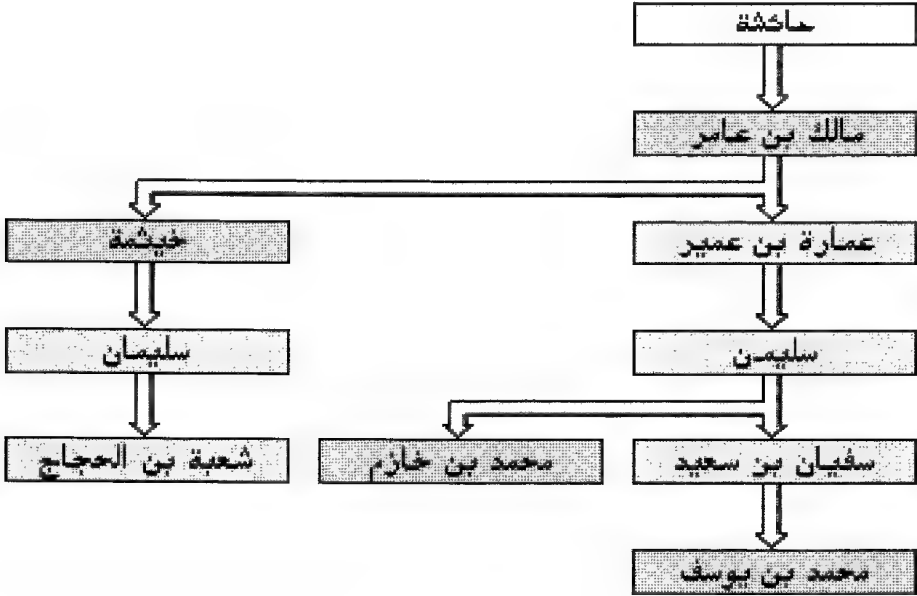 عائشة
مالك بن عامر
خيثمة
عمارة بن عمير
سليمان
سليمن
شعبة بن الحجاج
محمد بن خازم
سفيان بن سعيد
محمد بن يوسف